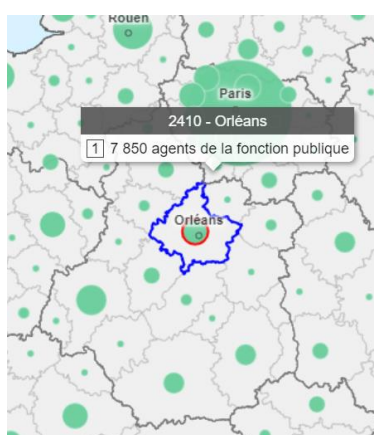 Rouen
Paris
2410 - Orléans
1 7 850 agents de la fonction publique
Orléans